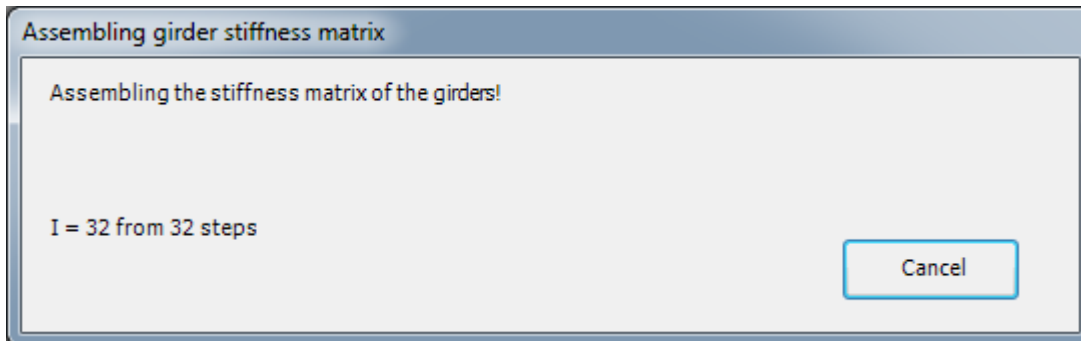 Assembling girder stiffness matrix
Assembling the stiffness matrix of the girders!
I = 32 from 32 steps
Cancel